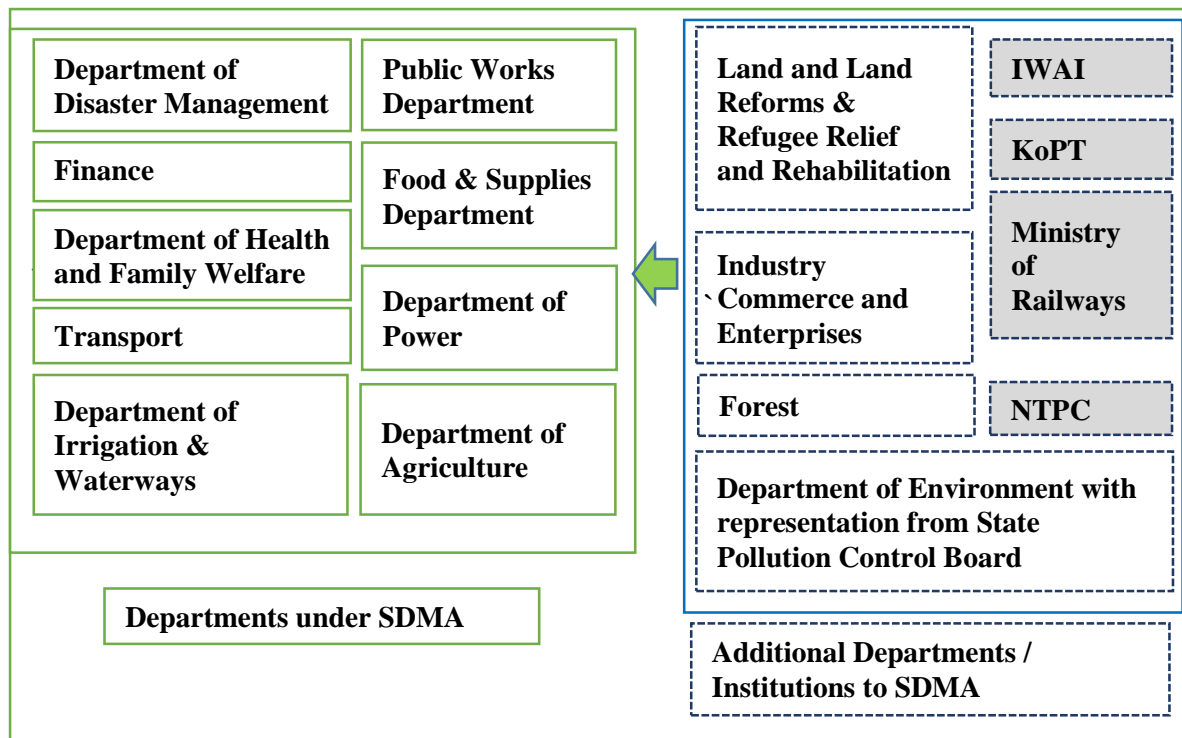 Department of
Disaster Management
Finance
Department of Health
and Family Welfare
Transport
Department of
Irrigation &
Waterways
Public Works
Department
Food & Supplies
Department
Department of
Power
Department of
Agriculture
Departments under SDMA
Land and Land
Reforms &
Refugee Relief
and Rehabilitation
Industry
` Commerce and
Enterprises
Forest
IWAI
KoPT
Ministry
of
Railways
NTPC
Department of Environment with
representation from State
Pollution Control Board
Additional Departments /
Institutions to SDMA